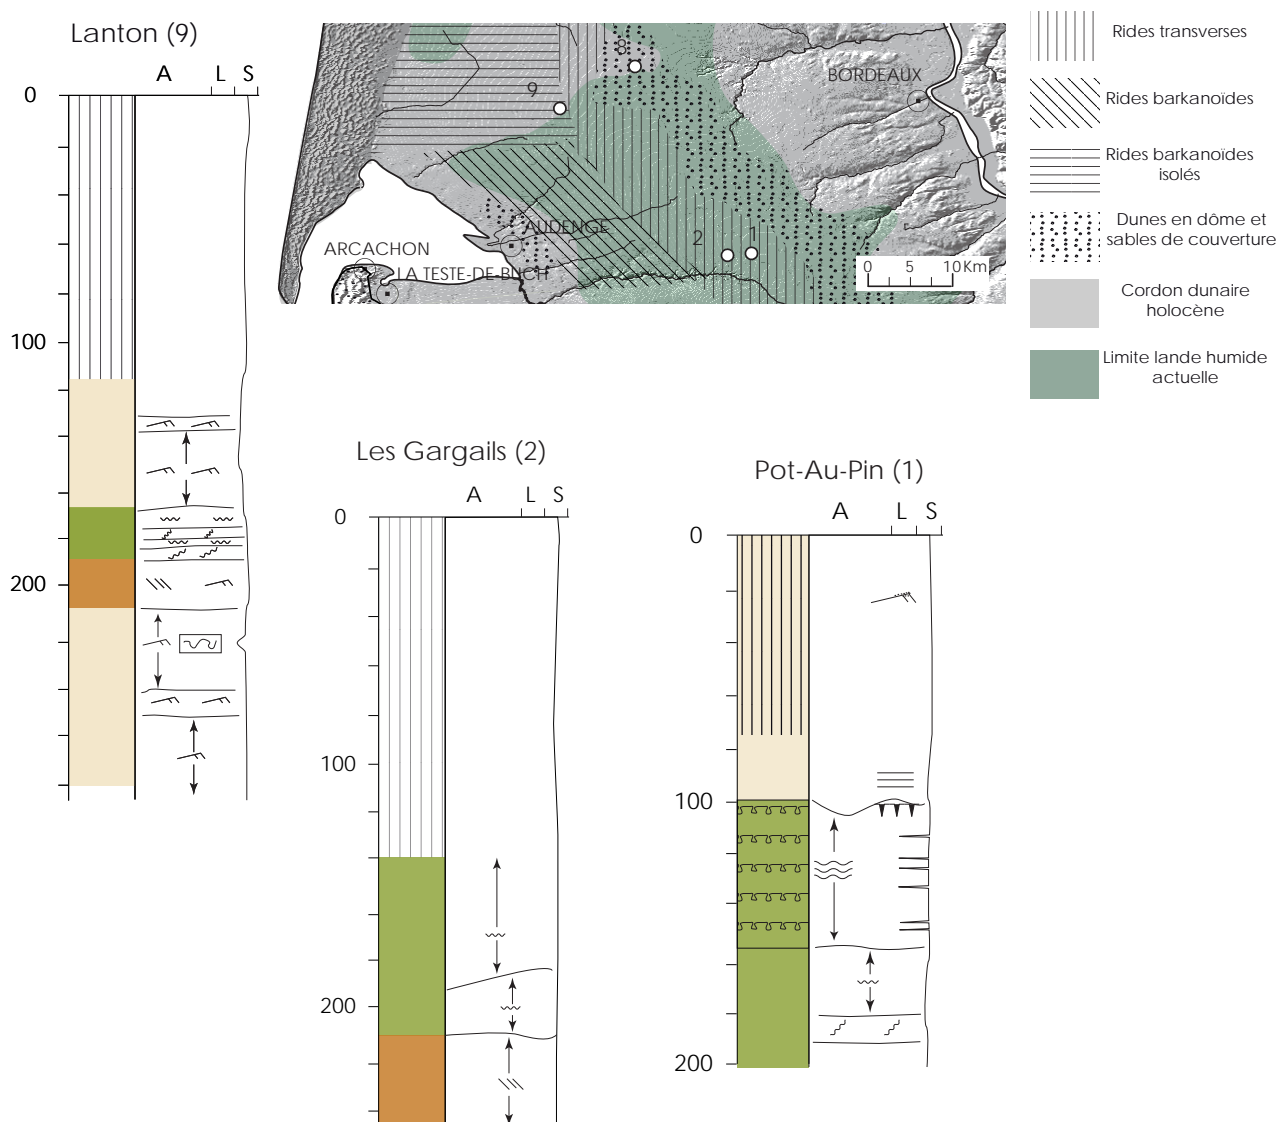 Lanton (9)
A L S
0
100
200
8
9
BORDEAUX
AUDENGE
2
1
ARCACHON
LA TESTE-DE-BUCH
0 5 10Km
Rides transverses
Rides barkanoïdes
Rides barkanoïdes
isolés
Dunes en dôme et
sables de couverture
Cordon dunaire
holocène
Limite lande humide
actuelle
Les Gargails (2)
A L S
0
100
200
Pot-Au-Pin (1)
A L S
0
100
200